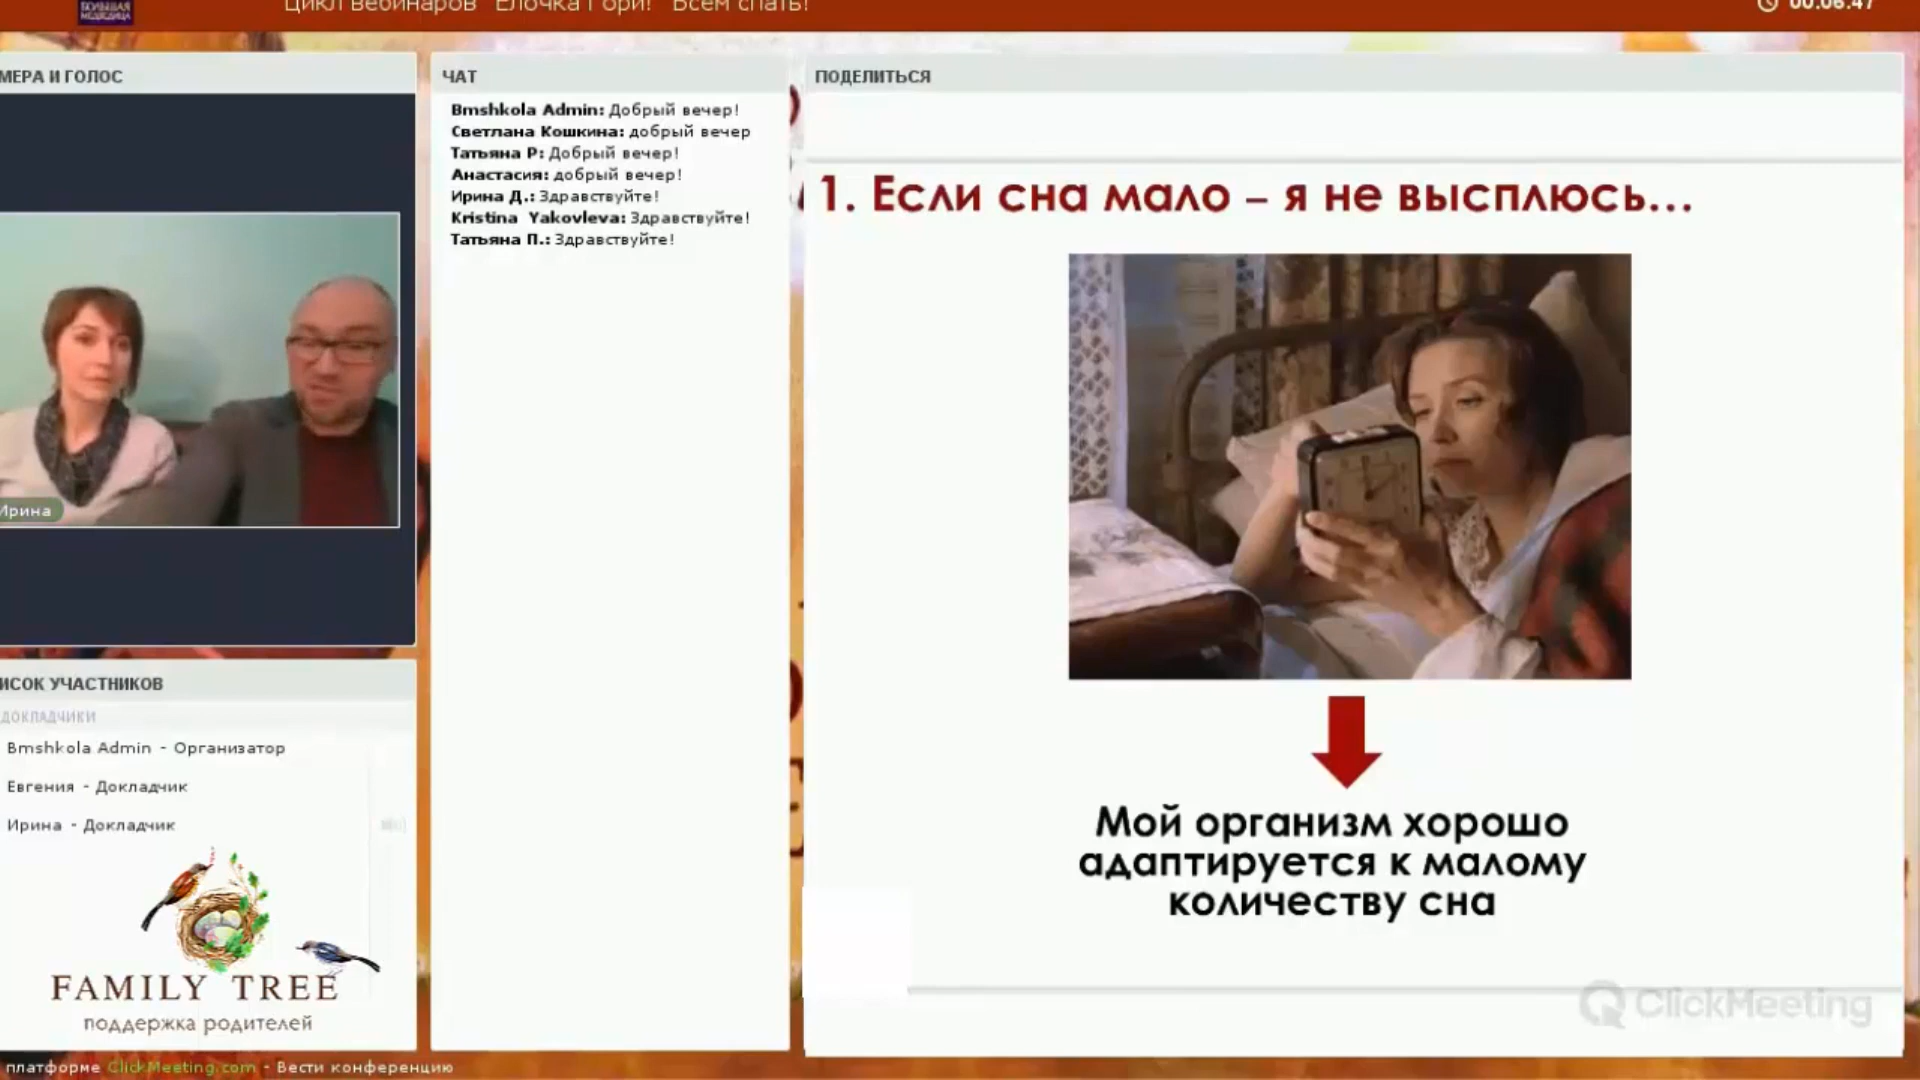 БОЛЬШАЯ
МЕДВЕДИЦА
Цикл вебинаров "Елочка Гори!" Всем спать!
00:06:47
МЕРА И ГОЛОС
Ирина
ЧАТ
Bmshkola Admin: Добрый вечер!
Светлана Кошкина: добрый вечер
Татьяна Р: Добрый вечер!
Анастасия: добрый вечер!
Ирина Д.: Здравствуйте!
Kristina Yakovleva: Здравствуйте!
Татьяна П.: Здравствуйте!
ПОДЕЛИТЬСЯ
1. Если сна мало – я не высплюсь...
Мой организм хорошо
адаптируется к малому
количеству сна
ClickMeeting
ИСОК УЧАСТНИКОВ
ДОКЛАДЧИКИ
Bmshkola Admin - Организатор
Евгения - Докладчик
Ирина - Докладчик
FAMILY TREE
поддержка родителей
платформе ClickMeeting.com - Вести конференцию